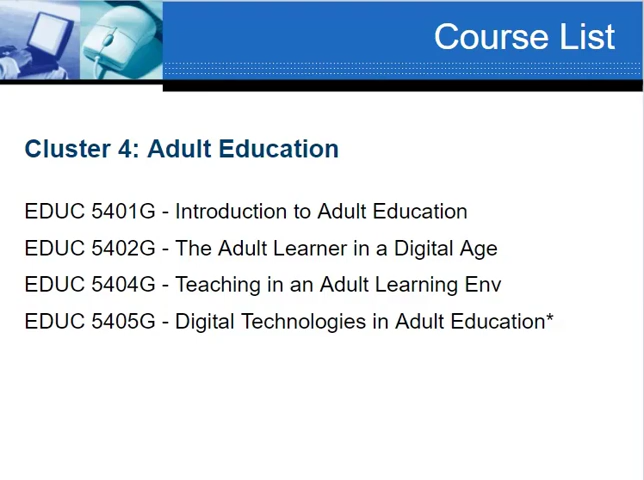 Course List
Cluster 4: Adult Education
EDUC 5401G - Introduction to Adult Education
EDUC 5402G - The Adult Learner in a Digital Age
EDUC 5404G - Teaching in an Adult Learning Env
EDUC 5405G - Digital Technologies in Adult Education*